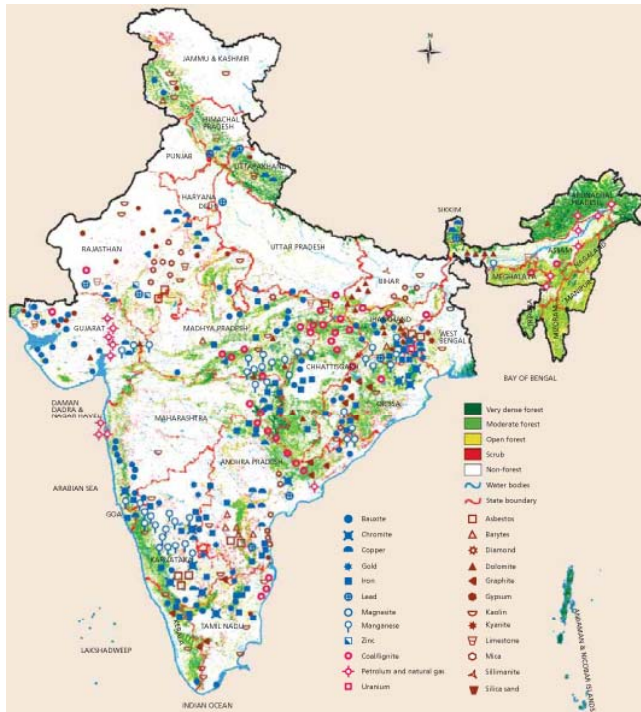 JAMMU & KASHMIR
N
HIMACHAL
PRADESH
PUNJAB
UTTARAKHAND
HARYANA
DELHI
ARUNACHAL
PRADESH
SIKKIM
RAJASTHAN
UTTAR PRADESH
ASSAM
NAGALAND
BIHAR
MEGHALAYA
MANIPUR
TRIPURA
MIZORAM
JHARKHAND
GUJARAT
MADHYA PRADESH
WEST
BENGAL
CHHATTISGARH
BAY OF BENGAL
DAMAN
DADRA &
NAGAR HAVELI
ORISSA
MAHARASHTRA
Very dense forest
Moderate forest
Open forest
Scrub
Non-forest
Water bodies
State boundary
ANDHRA PRADESH
ARABIAN SEA
GOA
KARNATAKA
KERALA
TAMIL NADU
LAKSHADWEEP
INDIAN OCEAN
ANDAMAN & NICOBAR ISLANDS
Bauxite
Chromite
Copper
Gold
Iron
Lead
Magnesite
Manganese
Zinc
Coal/lignite
Petrolum and natural gas
Uranium
Asbestos
Barytes
Diamond
Dolomite
Graphite
Gypsum
Kaolin
Kyanite
Limestone
Mica
Sillimanite
Silica sand